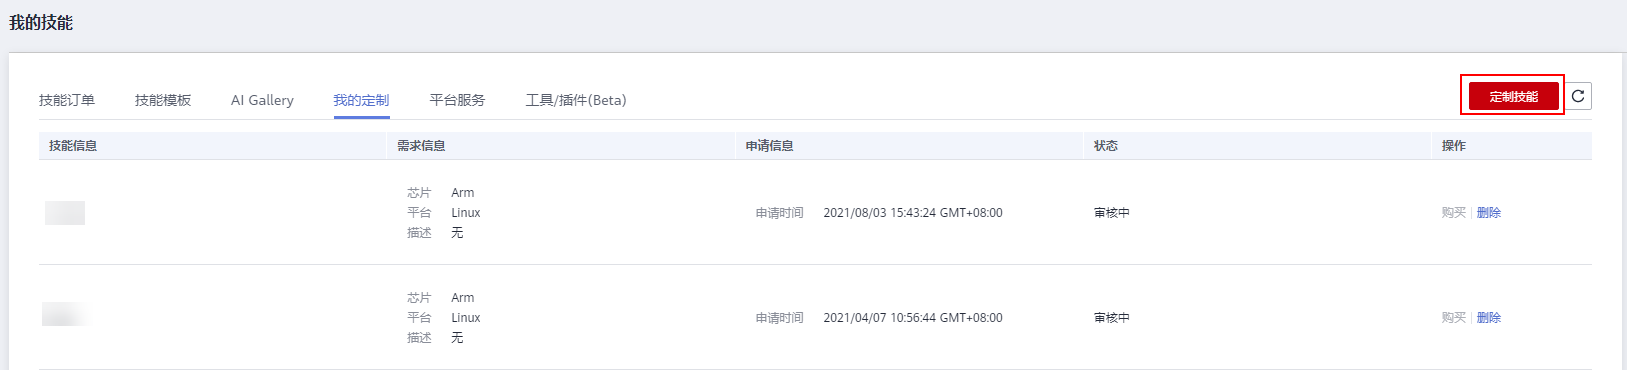 我的技能
技能订单 技能模板 AI Gallery 我的定制 平台服务 工具/插件(Beta) 定制技能
技能信息 需求信息 申请信息 状态 操作
芯片 Arm
平台 Linux 申请时间 2021/08/03 15:43:24 GMT+08:00 审核中 购买 | 删除
描述 无
芯片 Arm
平台 Linux 申请时间 2021/04/07 10:56:44 GMT+08:00 审核中 购买 | 删除
描述 无